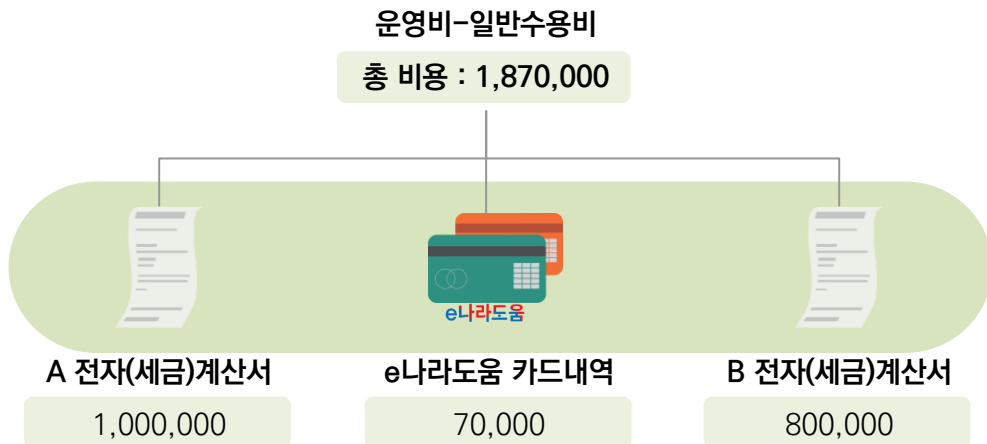 운영비-일반수용비
총 비용 : 1,870,000
e나라도움
A 전자(세금)계산서
e나라도움 카드내역
B 전자(세금)계산서
1,000,000
70,000
800,000